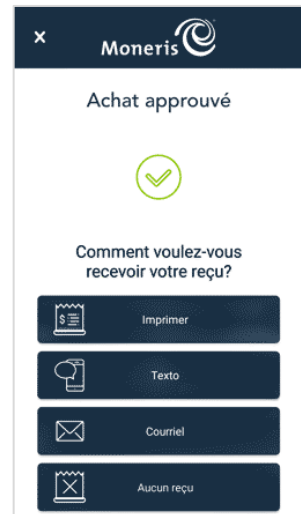 Moneris
Achat approuvé
Comment voulez-vous
recevoir votre reçu?
Imprimer
Texto
Courriel
Aucun reçu